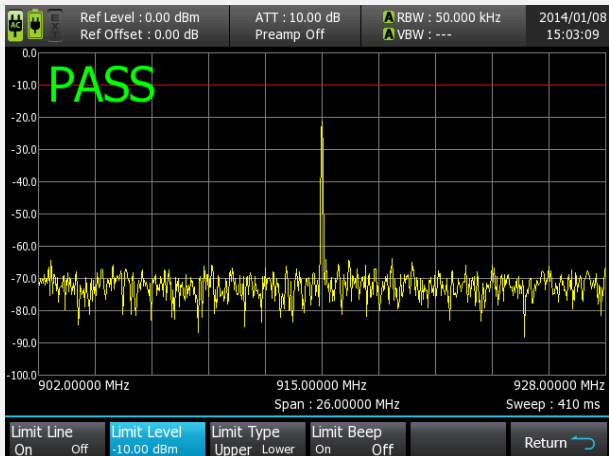 AC
EXT
Ref Level : 0.00 dBm
ATT : 10.00 dB
A RBW : 50.000 kHz
2014/01/08
Ref Offset : 0.00 dB
Preamp Off
A VBW : ---
15:03:09
PASS
0.0
-10.0
-20.0
-30.0
-40.0
-50.0
-60.0
-70.0
-80.0
-90.0
-100.0
902.00000 MHz
915.00000 MHz
928.00000 MHz
Span : 26.00000 MHz
Sweep : 410 ms
Limit Line
On Off
Limit Level
-10.00 dBm
Limit Type
Upper Lower
Limit Beep
On Off
Return